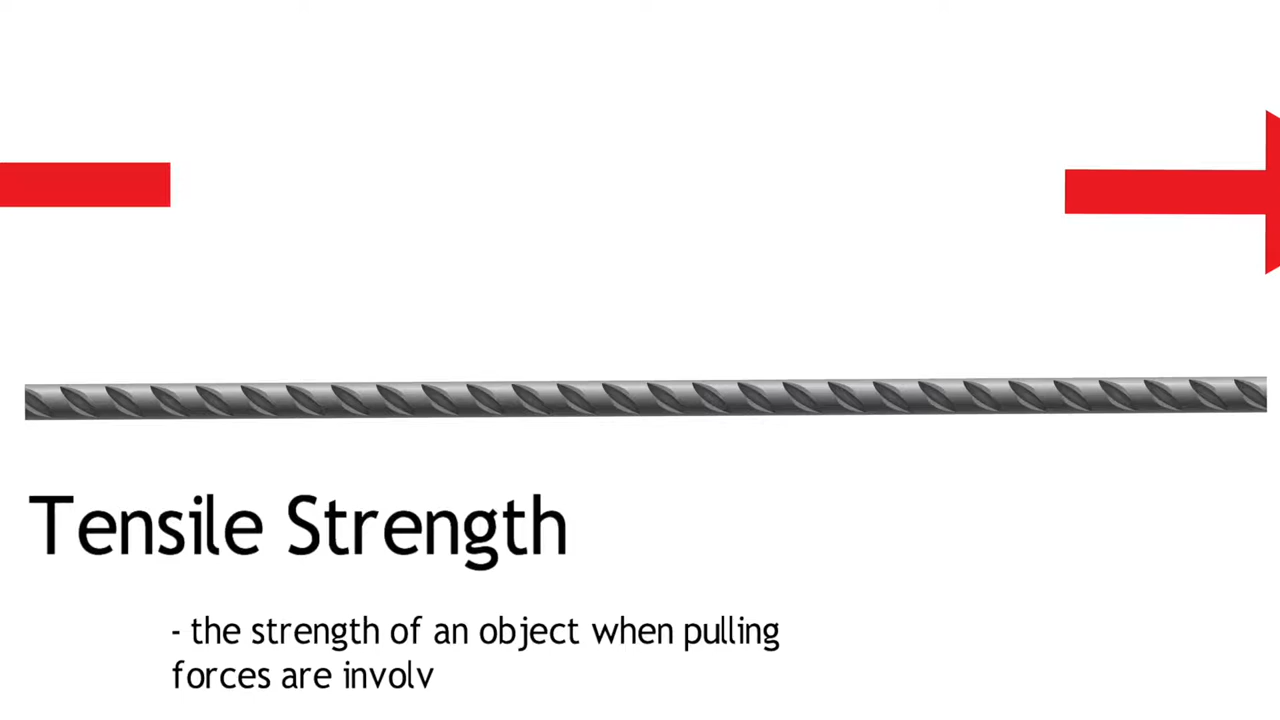 Tensile Strength
- the strength of an object when pulling
forces are involv